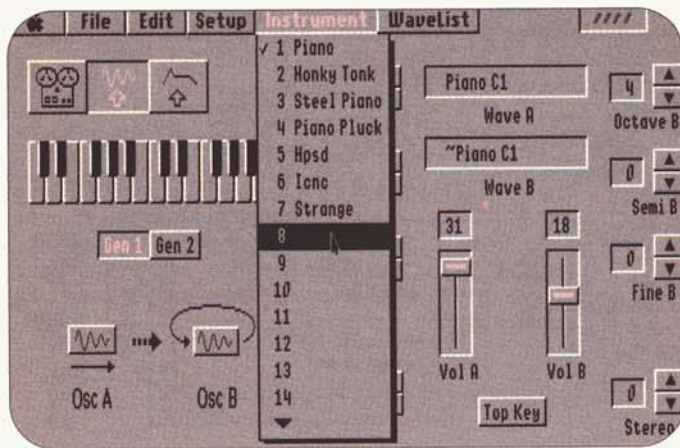 File Edit Setup Instrument WaveList
✓ 1 Piano
2 Honky Tonk
3 Steel Piano
4 Piano Pluck
5 Hpsd
6 Icnc
7 Strange
8
9
10
11
12
13
14
Gen 1 Gen 2
Osc A Osc B
Piano C1
Wave A
~Piano C1
Wave B
31 18
Vol A Vol B
Top Key
4
Octave B
0
Semi B
0
Fine B
0
Stereo